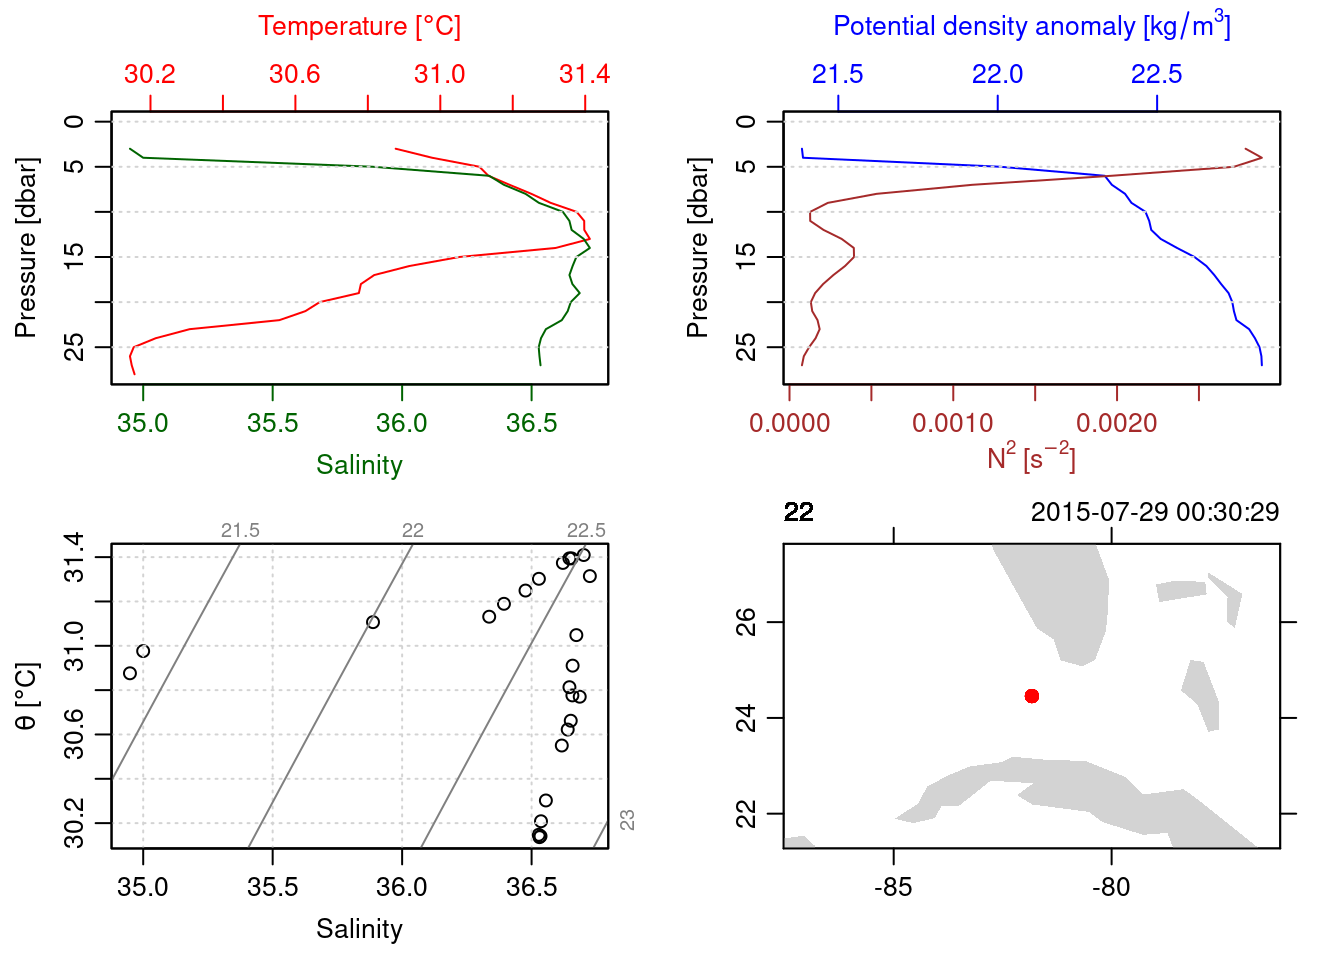 Temperature [°C]
30.2 30.6 31.0 31.4
0
5
15
25
Pressure [dbar]
35.0 35.5 36.0 36.5
Salinity
Potential density anomaly [kg/m³]
21.5 22.0 22.5
0
5
15
25
Pressure [dbar]
0.0000 0.0010 0.0020
N² [s⁻²]
21.5 22 22.5
31.4
31.0
30.6
30.2
θ [°C]
23
35.0 35.5 36.0 36.5
Salinity
22 2015-07-29 00:30:29
26
24
22
-85 -80